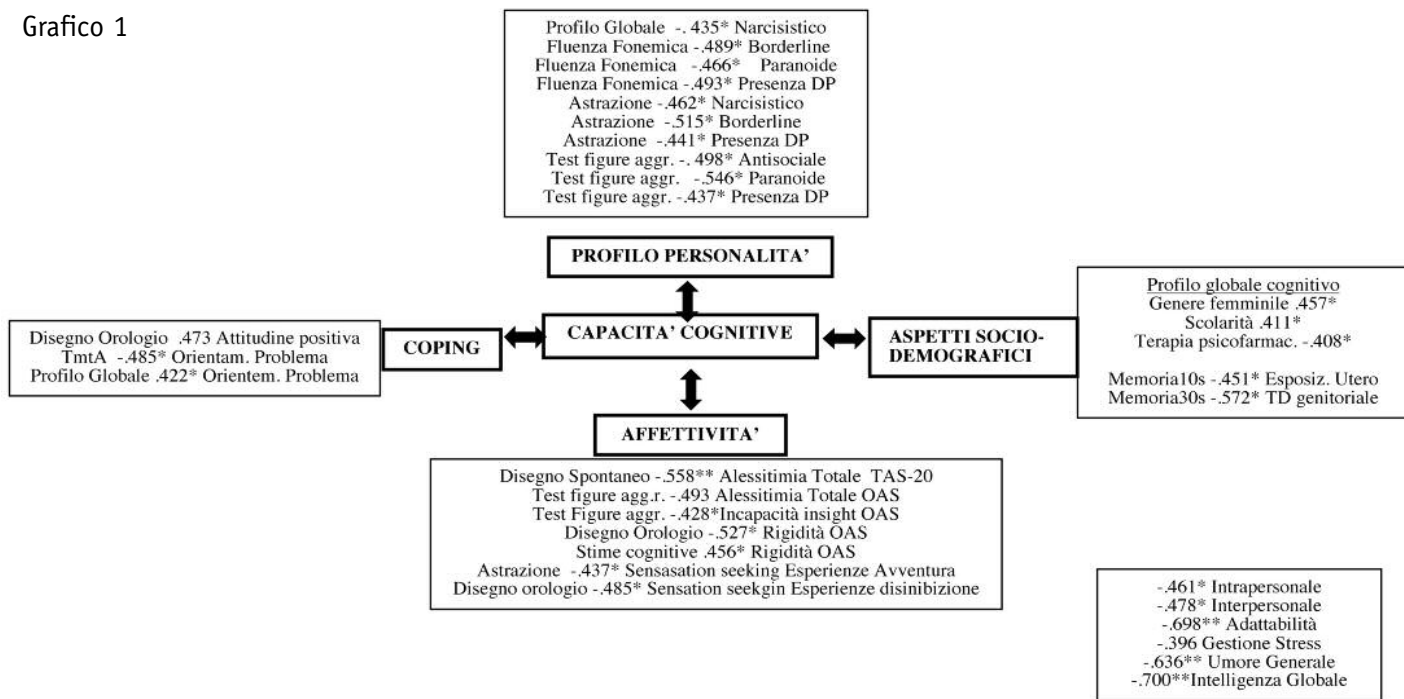 Grafico 1
Profilo Globale -. 435* Narcisistico
Fluenza Fonemica -.489* Borderline
Fluenza Fonemica -.466* Paranoide
Fluenza Fonemica -.493* Presenza DP
Astrazione -.462* Narcisistico
Astrazione -.515* Borderline
Astrazione -.441* Presenza DP
Test figure aggr. -. 498* Antisociale
Test figure aggr. -.546* Paranoide
Test figure aggr. -.437* Presenza DP
PROFILO PERSONALITA’
Disegno Orologio .473 Attitudine positiva
TmtA -.485* Orientam. Problema
Profilo Globale .422* Orientem. Problema
COPING
CAPACITA’ COGNITIVE
ASPETTI SOCIO-
DEMOGRAFICI
Profilo globale cognitivo
Genere femminile .457*
Scolarità .411*
Terapia psicofarmac. -.408*
Memoria10s -.451* Esposiz. Utero
Memoria30s -.572* TD genitoriale
AFFETTIVITA’
Disegno Spontaneo -.558** Alessitimia Totale TAS-20
Test figure agg.r. -.493 Alessitimia Totale OAS
Test Figure aggr. -.428*Incapacità insight OAS
Disegno Orologio -.527* Rigidità OAS
Stime cognitive .456* Rigidità OAS
Astrazione -.437* Sensasation seeking Esperienze Avventura
Disegno orologio -.485* Sensation seekgin Esperienze disinibizione
-.461* Intrapersonale
-.478* Interpersonale
-.698** Adattabilità
-.396 Gestione Stress
-.636** Umore Generale
-.700**Intelligenza Globale